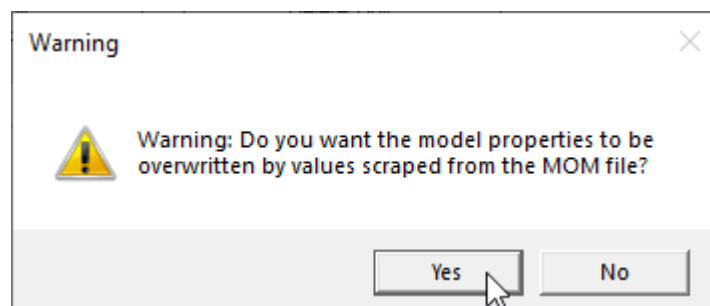 Warning
Warning: Do you want the model properties to be
overwritten by values scraped from the MOM file?
Yes
No